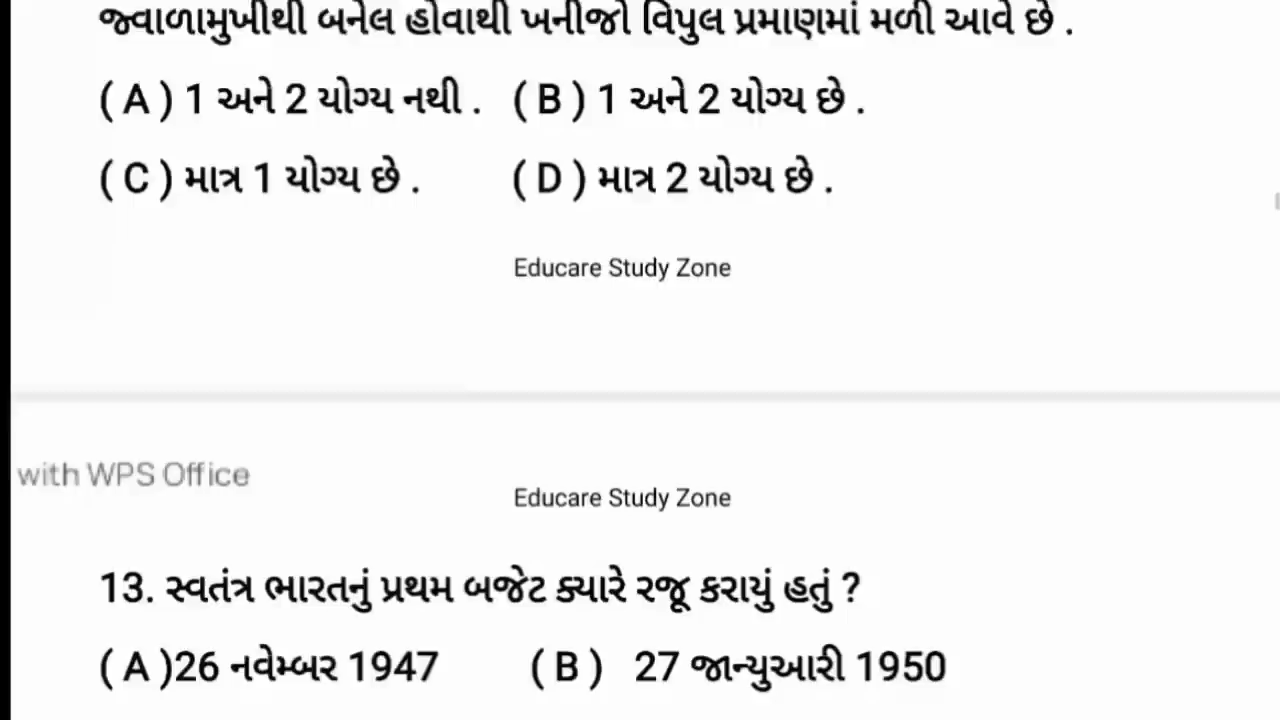 જ્વાળામુખીથી બનેલ હોવાથી ખનીજો વિપુલ પ્રમાણમાં મળી આવે છે .
( A ) 1 અને 2 યોગ્ય નથી . ( B ) 1 અને 2 યોગ્ય છે .
( C ) માત્ર 1 યોગ્ય છે . ( D ) માત્ર 2 યોગ્ય છે .
Educare Study Zone
with WPS Office
Educare Study Zone
13. સ્વતંત્ર ભારતનું પ્રથમ બજેટ ક્યારે રજૂ કરાયું હતું ?
( A )26 નવેમ્બર 1947 ( B ) 27 જાન્યુઆરી 1950